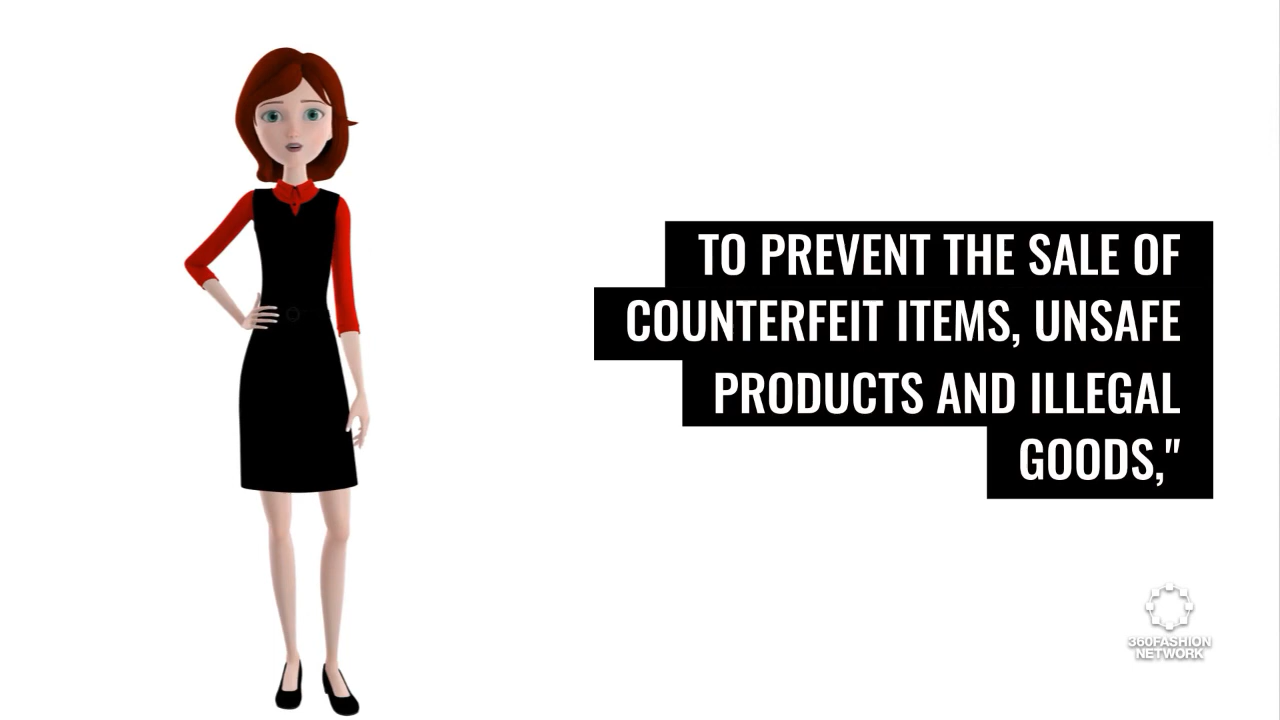 TO PREVENT THE SALE OF
COUNTERFEIT ITEMS, UNSAFE
PRODUCTS AND ILLEGAL
GOODS,"
360FASHION
NETWORK